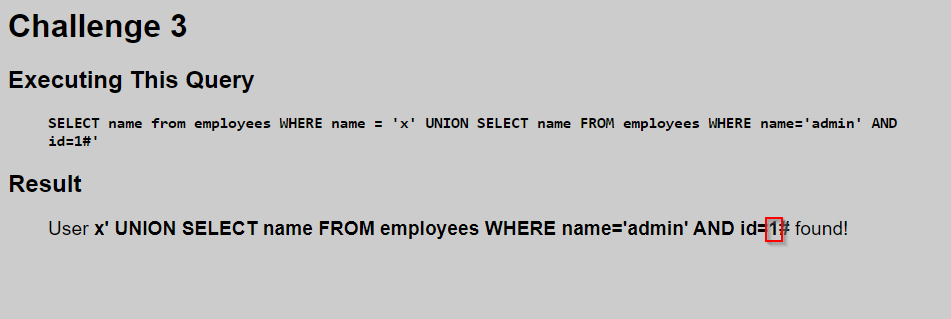 Challenge 3
Executing This Query
SELECT name from employees WHERE name = 'x' UNION SELECT name FROM employees WHERE name='admin' AND
id=1#'
Result
User x' UNION SELECT name FROM employees WHERE name='admin' AND id=1# found!